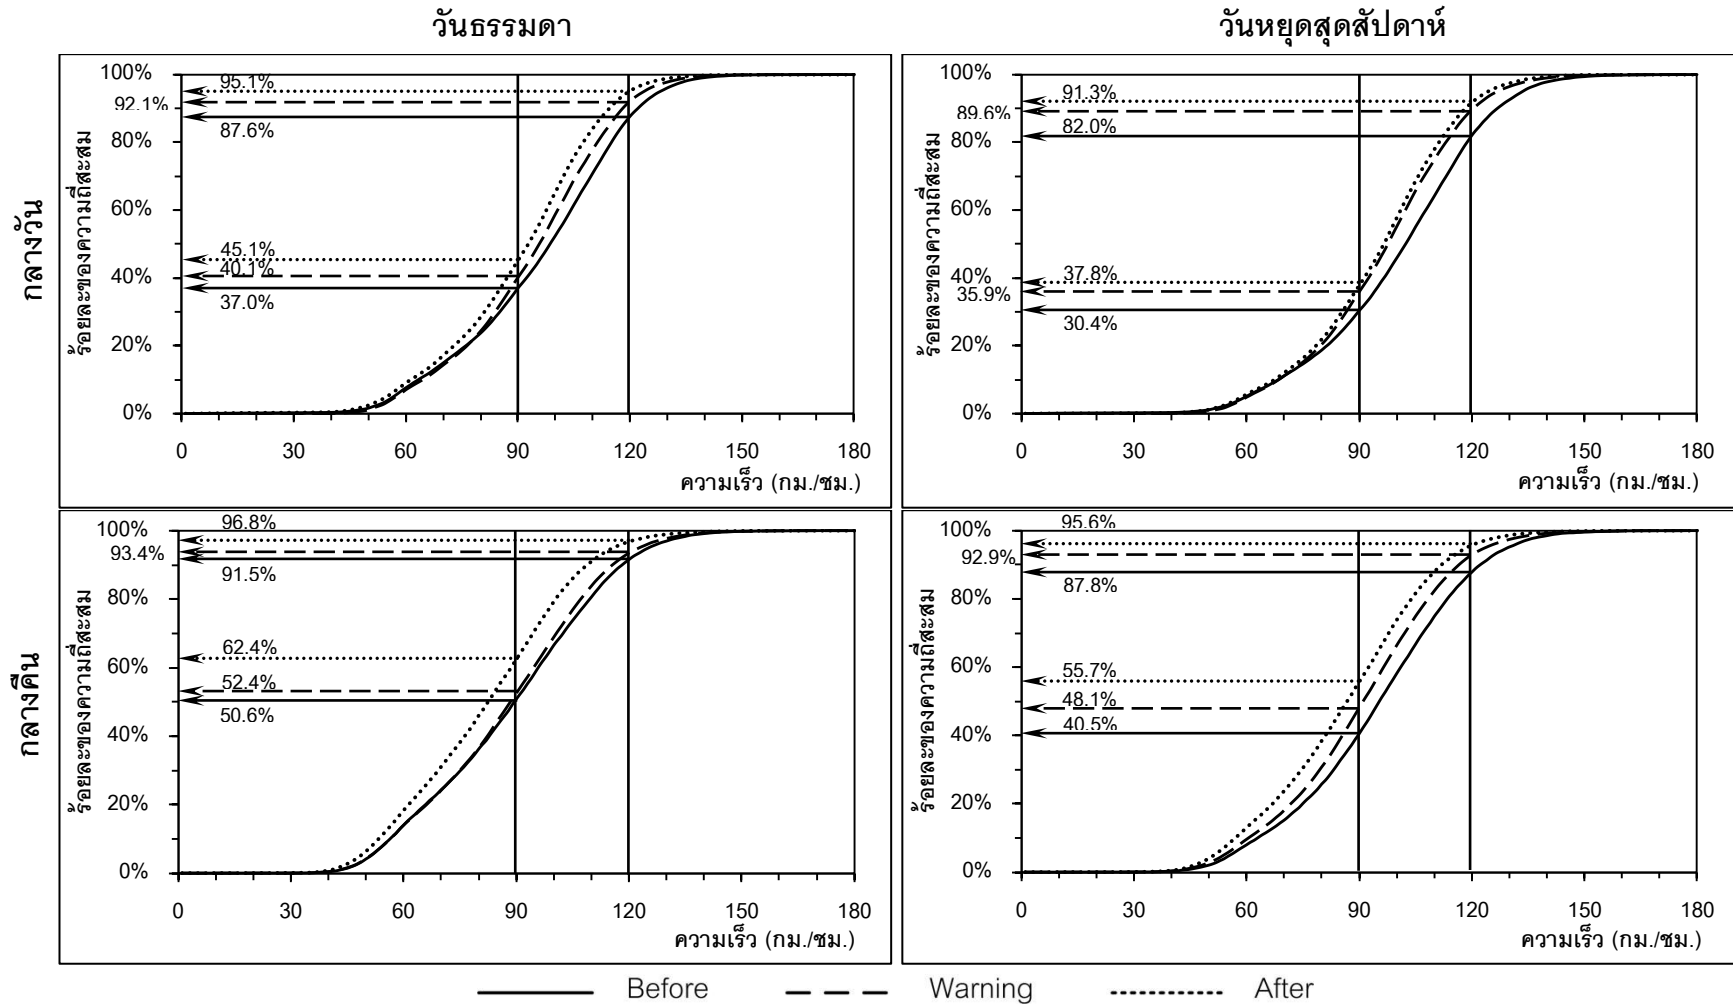 วันธรรมดา
วันหยุดสุดสัปดาห์
กลางวัน
ร้อยละของความถี่สะสม
100%
80%
60%
40%
20%
0%
95.1%
92.1%
87.6%
45.1%
40.1%
37.0%
0 30 60 90 120 150 180
ความเร็ว (กม./ชม.)
ร้อยละของความถี่สะสม
100%
80%
60%
40%
20%
0%
91.3%
89.6%
82.0%
37.8%
35.9%
30.4%
0 30 60 90 120 150 180
ความเร็ว (กม./ชม.)
กลางคืน
ร้อยละของความถี่สะสม
100%
80%
60%
40%
20%
0%
96.8%
93.4%
91.5%
62.4%
52.4%
50.6%
0 30 60 90 120 150 180
ความเร็ว (กม./ชม.)
ร้อยละของความถี่สะสม
100%
80%
60%
40%
20%
0%
95.6%
92.9%
87.8%
55.7%
48.1%
40.5%
0 30 60 90 120 150 180
ความเร็ว (กม./ชม.)
Before Warning After